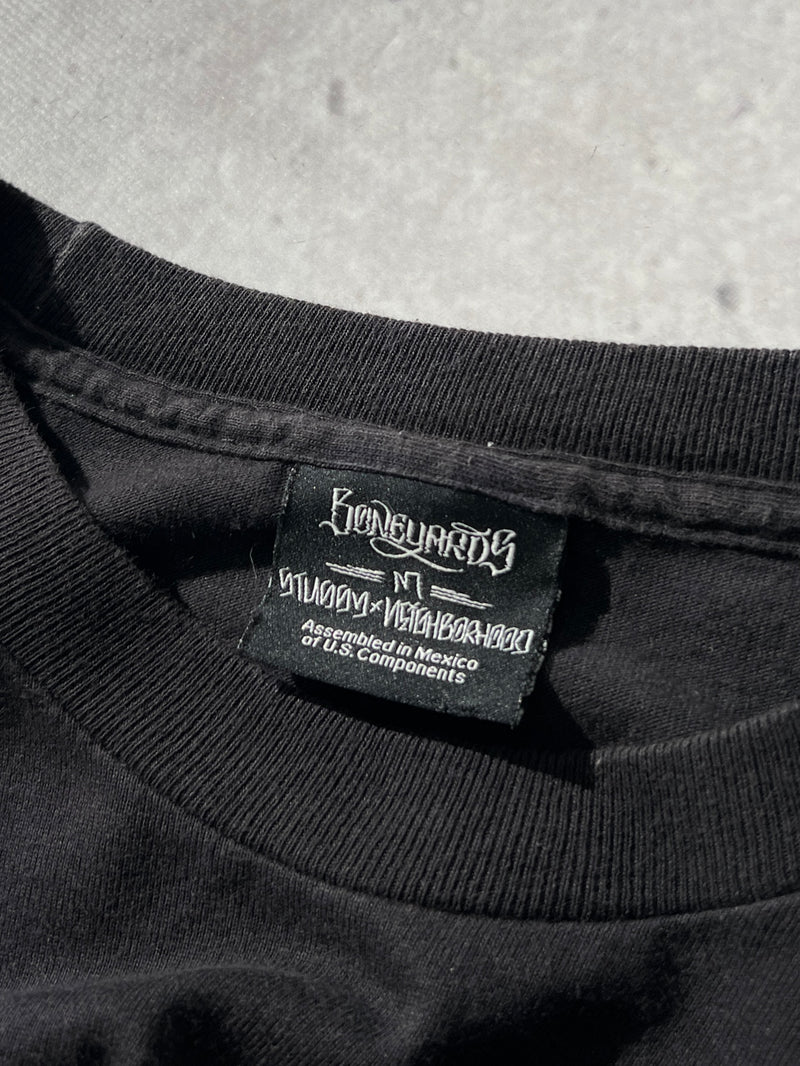 BONEYARDS
M
STUSSY × NEIGHBORHOOD
Assembled in Mexico
of U.S. Components